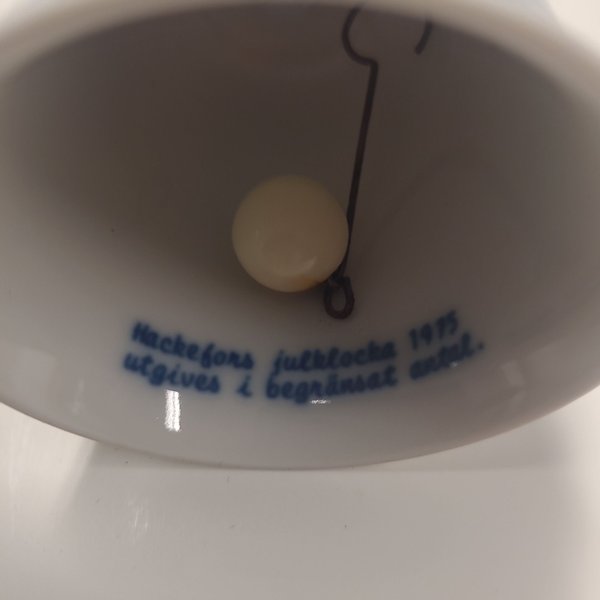 Hackefors julklocka 1975
utgives i begränsat antal.